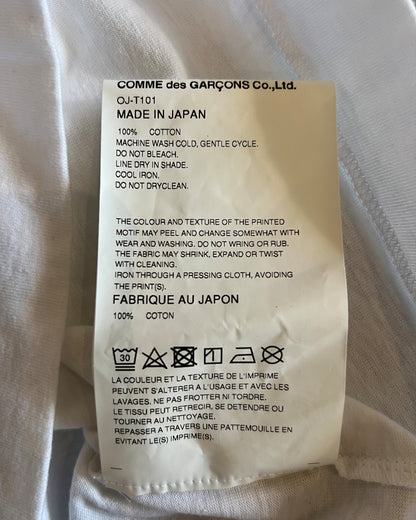 COMME des GARÇONS Co.,Ltd.
OJ-T101
MADE IN JAPAN
100% COTTON
MACHINE WASH COLD, GENTLE CYCLE.
DO NOT BLEACH.
LINE DRY IN SHADE.
COOL IRON.
DO NOT DRYCLEAN.
THE COLOUR AND TEXTURE OF THE PRINTED
MOTIF MAY PEEL AND CHANGE SOMEWHAT WITH
WEAR AND WASHING. DO NOT WRING OR RUB.
THE FABRIC MAY SHRINK, EXPAND OR TWIST
WITH CLEANING.
IRON THROUGH A PRESSING CLOTH, AVOIDING
THE PRINT(S).
FABRIQUE AU JAPON
100% COTON
30
LA COULEUR ET LA TEXTURE DE L'IMPRIME
PEUVENT S'ALTERER A L'USAGE ET AVEC LES
LAVAGES. NE PAS FROTTER NI TORDRE.
LE TISSU PEUT RETRECIR, SE DETENDRE OU
TOURNER AU NETTOYAGE.
REPASSER A TRAVERS UNE PATTEMOUILLE EN
EVITANT LE(S) IMPRIME(S).